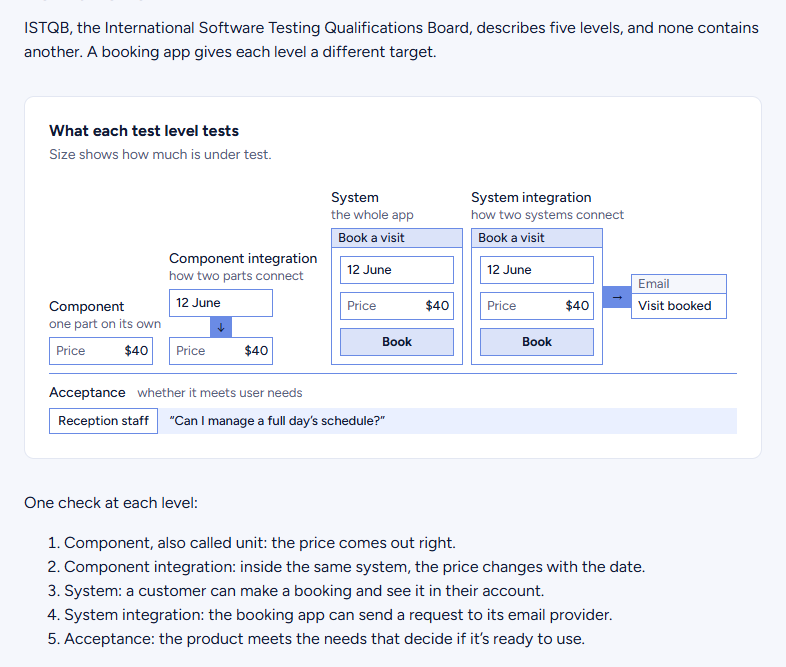 ISTQB, the International Software Testing Qualifications Board, describes five levels, and none contains
another. A booking app gives each level a different target.
What each test level tests
Size shows how much is under test.
Component
one part on its own
Price $40
Component integration
how two parts connect
12 June
↓
Price $40
System
the whole app
Book a visit
12 June
Price $40
Book
System integration
how two systems connect
Book a visit
12 June
Price $40
Book
→
Email
Visit booked
Acceptance whether it meets user needs
Reception staff "Can I manage a full day's schedule?"
One check at each level:
1. Component, also called unit: the price comes out right.
2. Component integration: inside the same system, the price changes with the date.
3. System: a customer can make a booking and see it in their account.
4. System integration: the booking app can send a request to its email provider.
5. Acceptance: the product meets the needs that decide if it's ready to use.